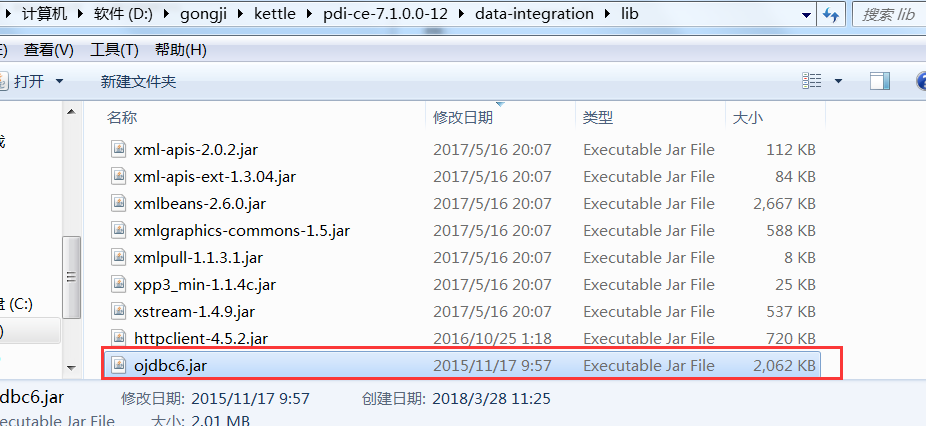 计算机 ▸ 软件 (D:) ▸ gongji ▸ kettle ▸ pdi-ce-7.1.0.0-12 ▸ data-integration ▸ lib
搜索 lib
查看(V) 工具(T) 帮助(H)
打开 新建文件夹
名称 修改日期 类型 大小
xml-apis-2.0.2.jar 2017/5/16 20:07 Executable Jar File 112 KB
xml-apis-ext-1.3.04.jar 2017/5/16 20:07 Executable Jar File 84 KB
xmlbeans-2.6.0.jar 2017/5/16 20:07 Executable Jar File 2,667 KB
xmlgraphics-commons-1.5.jar 2017/5/16 20:07 Executable Jar File 588 KB
xmlpull-1.1.3.1.jar 2017/5/16 20:07 Executable Jar File 8 KB
xpp3_min-1.1.4c.jar 2017/5/16 20:07 Executable Jar File 25 KB
xstream-1.4.9.jar 2017/5/16 20:07 Executable Jar File 537 KB
(C:)
httpclient-4.5.2.jar 2016/10/25 1:18 Executable Jar File 720 KB
ojdbc6.jar 2015/11/17 9:57 Executable Jar File 2,062 KB
dbc6.jar 修改日期: 2015/11/17 9:57 创建日期: 2018/3/28 11:25
ecutable Jar File 大小: 2.01 MB